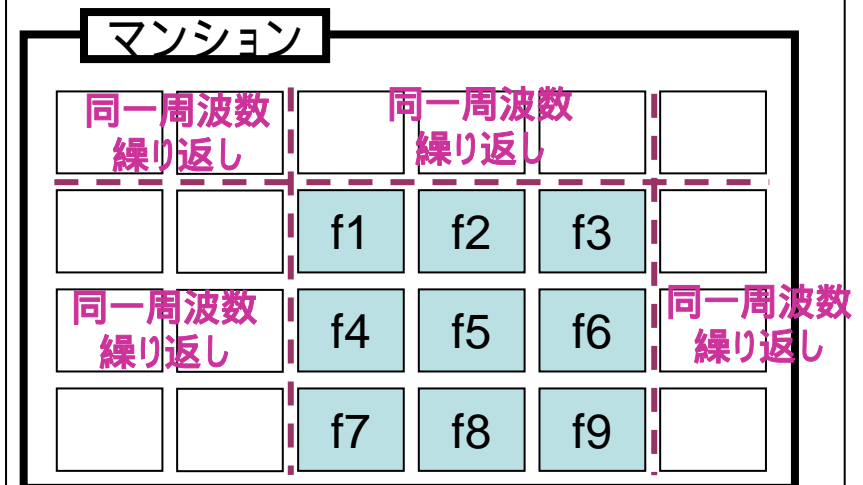 マンション
同一周波数
繰り返し
同一周波数
繰り返し
f1 f2 f3
同一周波数
繰り返し
f4 f5 f6
同一周波数
繰り返し
f7 f8 f9